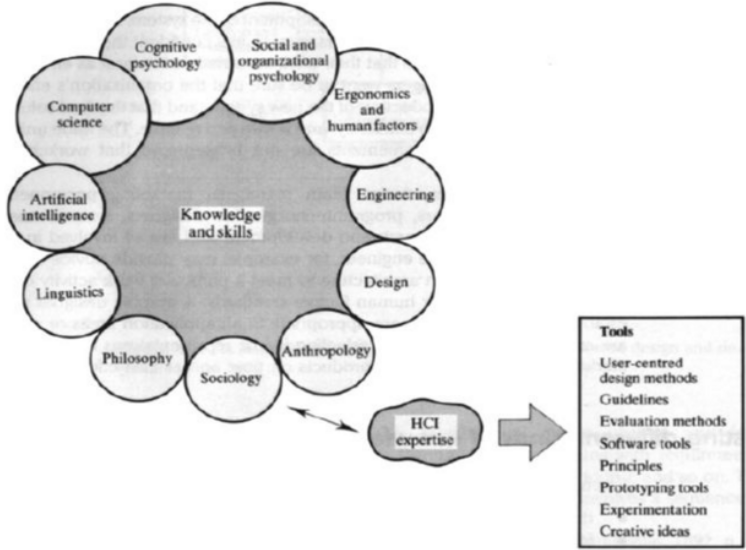 Cognitive
psychology
Social and
organizational
psychology
Computer
science
Ergonomics
and
human factors
Artificial
intelligence
Knowledge
and skills
Engineering
Linguistics
Design
Philosophy
Sociology
Anthropology
HCI
expertise
Tools
User-centred
design methods
Guidelines
Evaluation methods
Software tools
Principles
Prototyping tools
Experimentation
Creative ideas